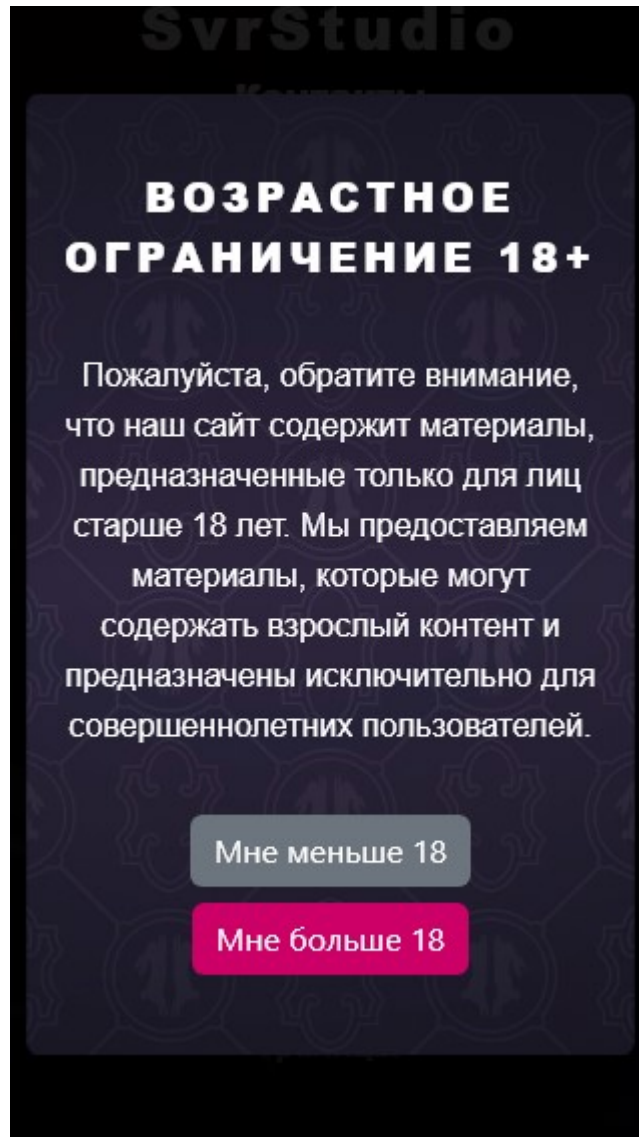 SvrStudio
Контакты
ВОЗРАСТНОЕ
ОГРАНИЧЕНИЕ 18+
Пожалуйста, обратите внимание,
что наш сайт содержит материалы,
предназначенные только для лиц
старше 18 лет. Мы предоставляем
материалы, которые могут
содержать взрослый контент и
предназначены исключительно для
совершеннолетних пользователей.
Мне меньше 18
Мне больше 18